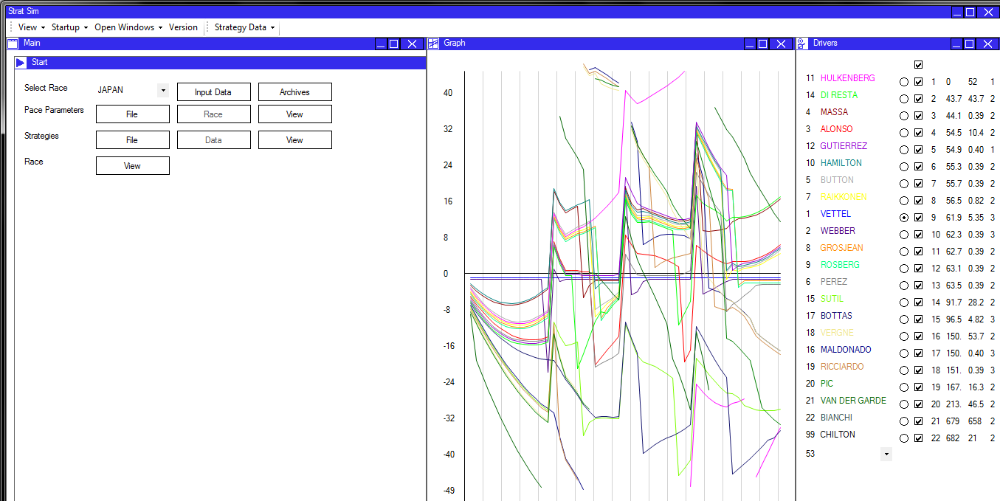 Strat Sim
View Startup Open Windows Version Strategy Data
Main
Start
Select Race JAPAN Input Data Archives
Pace Parameters File Race View
Strategies File Data View
Race View
Graph
40
32
24
16
8
0
-8
-16
-24
-32
-40
-49
Drivers
11 HULKENBERG 1 0 52 1
14 DI RESTA 2 43.7 43.7 2
4 MASSA 3 44.1 0.39 2
3 ALONSO 4 54.5 10.4 2
12 GUTIERREZ 5 54.9 0.40 1
10 HAMILTON 6 55.3 0.39 2
5 BUTTON 7 55.7 0.39 2
7 RAIKKONEN 8 56.5 0.82 2
1 VETTEL 9 61.9 5.35 3
2 WEBBER 10 62.3 0.39 3
8 GROSJEAN 11 62.7 0.39 2
9 ROSBERG 12 63.1 0.39 2
6 PEREZ 13 63.5 0.39 2
15 SUTIL 14 91.7 28.2 2
17 BOTTAS 15 96.5 4.82 3
18 VERGNE 16 150. 53.7 2
16 MALDONADO 17 150. 0.40 3
19 RICCIARDO 18 151. 0.39 3
20 PIC 19 167. 16.3 2
21 VAN DER GARDE 20 213. 46.5 2
22 BIANCHI 21 679 658 2
99 CHILTON 22 682 21 2
53